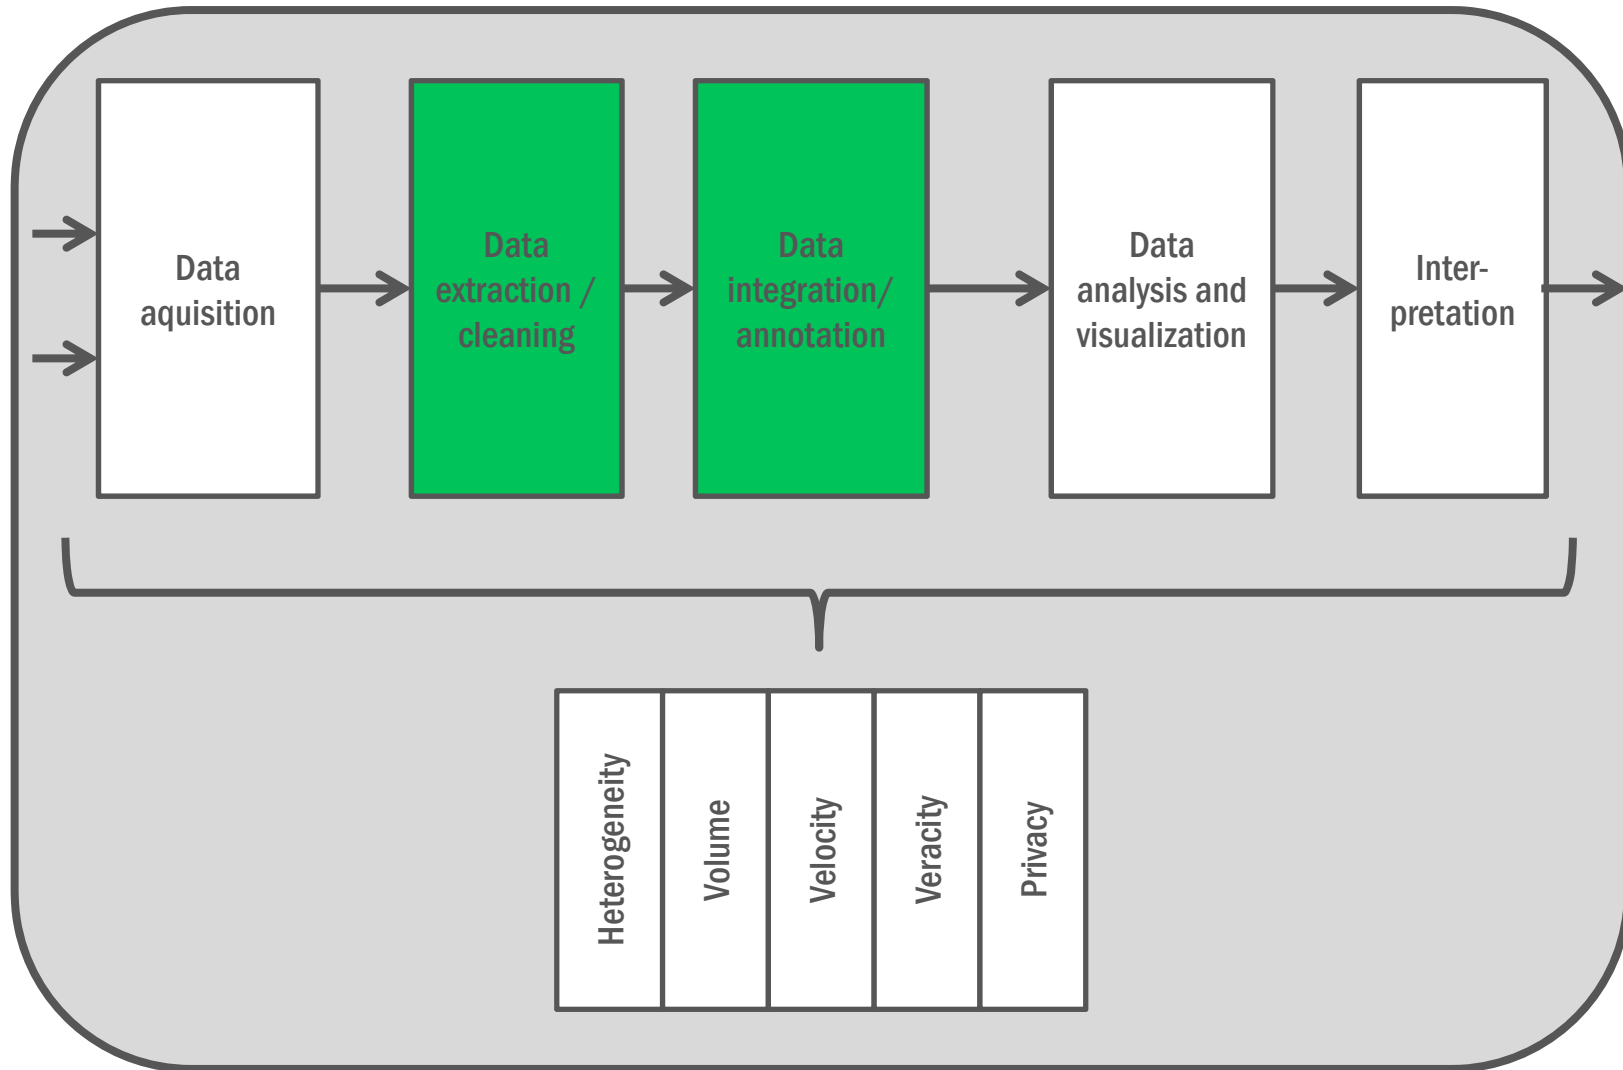 Data
aquisition
Data
extraction /
cleaning
Data
integration/
annotation
Data
analysis and
visualization
Inter-
pretation
Heterogeneity
Volume
Velocity
Veracity
Privacy